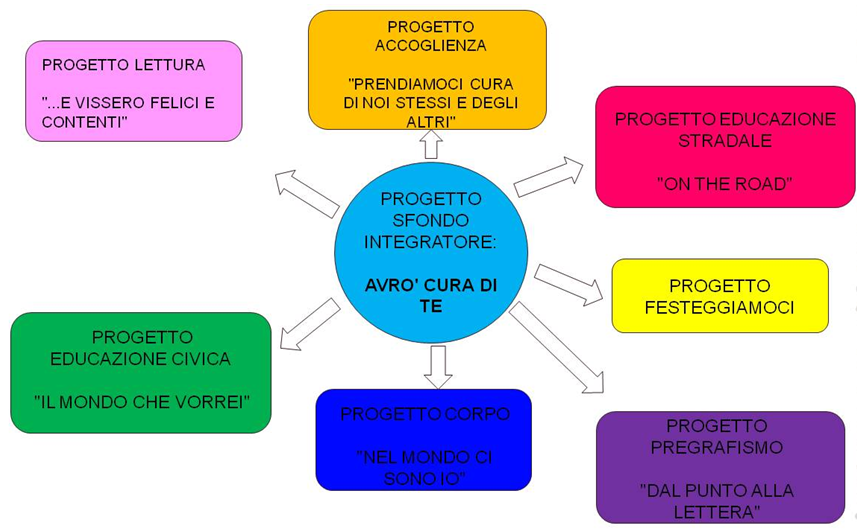 PROGETTO LETTURA
"...E VISSERO FELICI E
CONTENTI"
PROGETTO
ACCOGLIENZA
"PRENDIAMOCI CURA
DI NOI STESSI E DEGLI
ALTRI"
PROGETTO EDUCAZIONE
STRADALE
"ON THE ROAD"
PROGETTO
SFONDO
INTEGRATORE:
AVRO' CURA DI
TE
PROGETTO
FESTEGGIAMOCI
PROGETTO
EDUCAZIONE CIVICA
"IL MONDO CHE VORREI"
PROGETTO CORPO
"NEL MONDO CI
SONO IO"
PROGETTO
PREGRAFISMO
"DAL PUNTO ALLA
LETTERA"